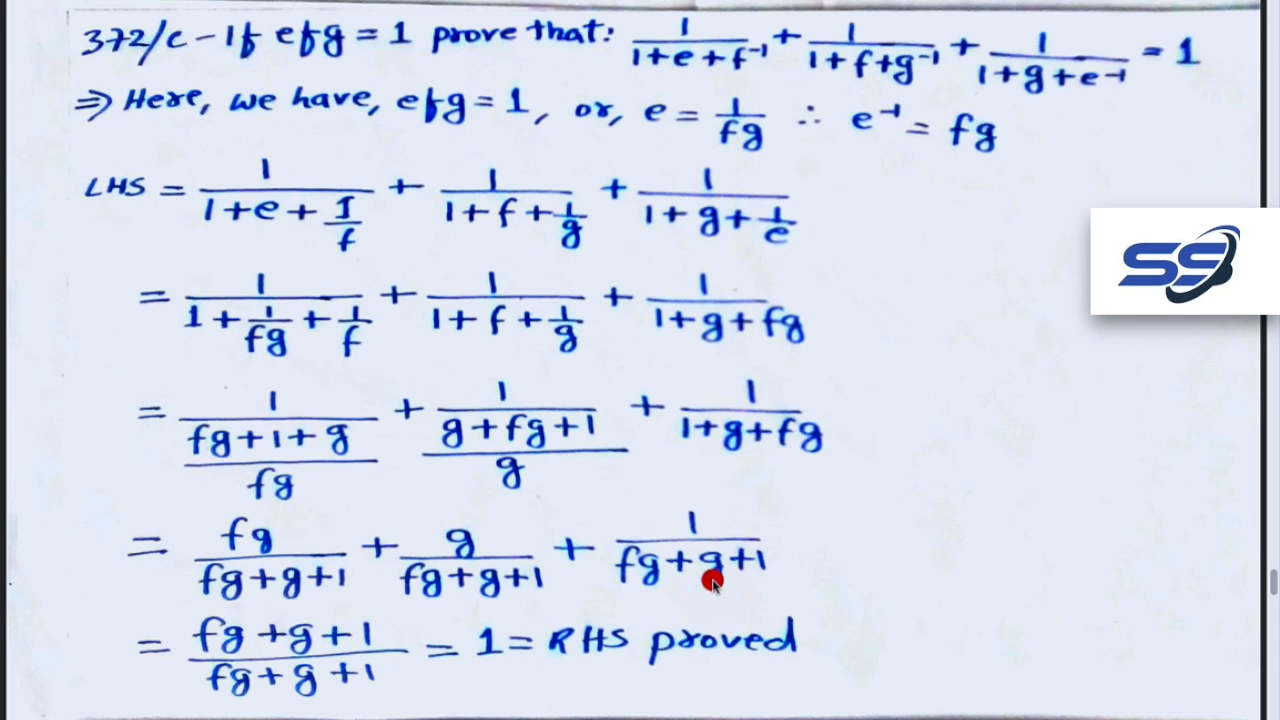 372/c - If efg = 1 prove that: 1/(1+e+f⁻¹) + 1/(1+f+g⁻¹) + 1/(1+g+e⁻¹) = 1
⇒ Here, we have, efg = 1, or, e = 1/fg ∴ e⁻¹ = fg
LHS = 1/(1+e+1/f) + 1/(1+f+1/g) + 1/(1+g+1/e)
= 1/(1+1/fg+1/f) + 1/(1+f+1/g) + 1/(1+g+fg)
= 1/((fg+1+g)/fg) + 1/((g+fg+1)/g) + 1/(1+g+fg)
= fg/(fg+g+1) + g/(fg+g+1) + 1/(fg+g+1)
= (fg+g+1)/(fg+g+1) = 1 = RHS proved
SS